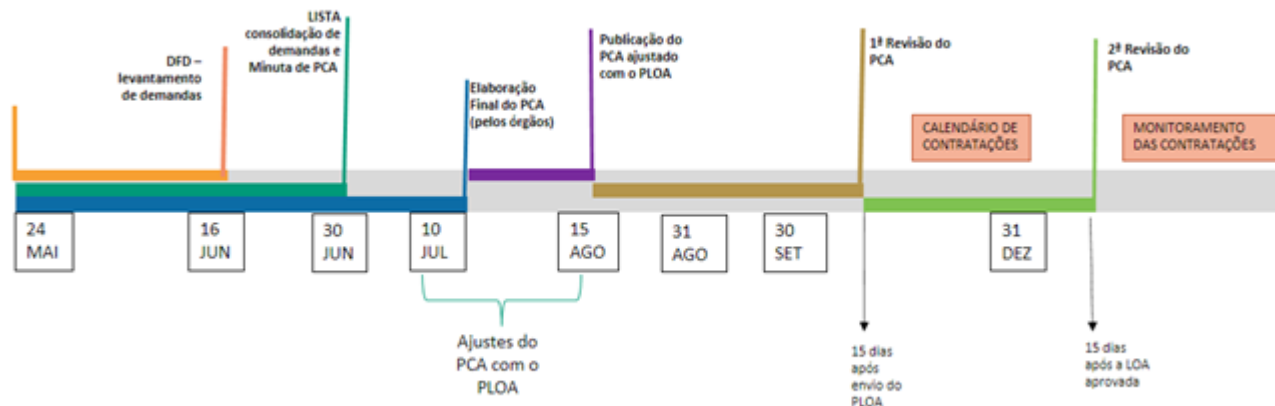 DFD –
levantamento
de demandas
LISTA
consolidação de
demandas e
Minuta de PCA
Elaboração
Final do PCA
(pelos órgãos)
Publicação do
PCA ajustado
com o PLOA
1ª Revisão do
PCA
2ª Revisão do
PCA
CALENDÁRIO DE
CONTRATAÇÕES
MONITORAMENTO
DAS CONTRATAÇÕES
24
MAI
16
JUN
30
JUN
10
JUL
15
AGO
31
AGO
30
SET
31
DEZ
Ajustes do
PCA com o
PLOA
15 dias
após
envio do
PLOA
15 dias
após a LOA
aprovada